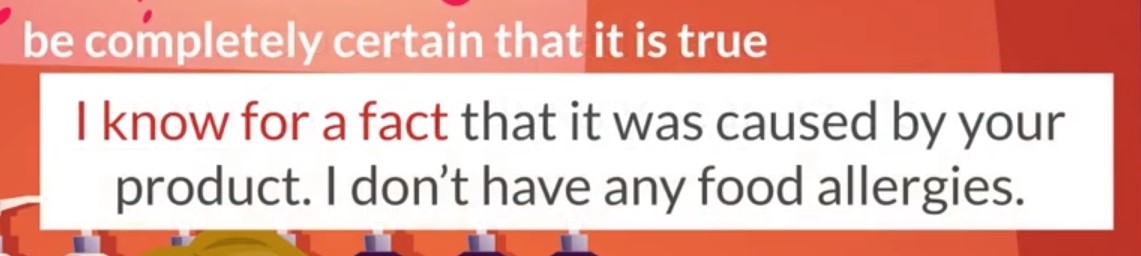 be completely certain that it is true
I know for a fact that it was caused by your
product. I don’t have any food allergies.